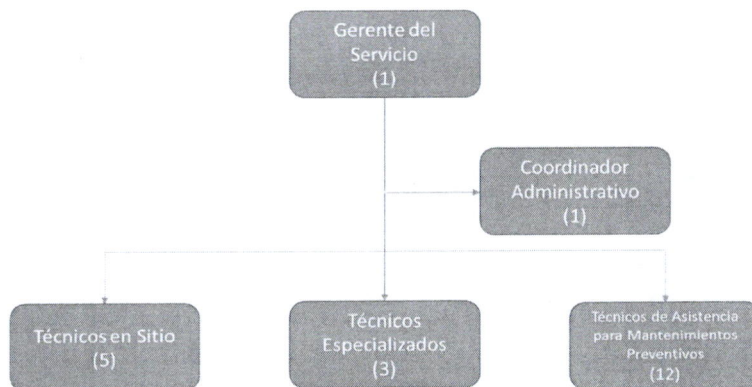 Gerente del
Servicio
(1)
Coordinador
Administrativo
(1)
Técnicos en Sitio
(5)
Técnicos
Especializados
(3)
Técnicos de Asistencia
para Mantenimientos
Preventivos
(12)